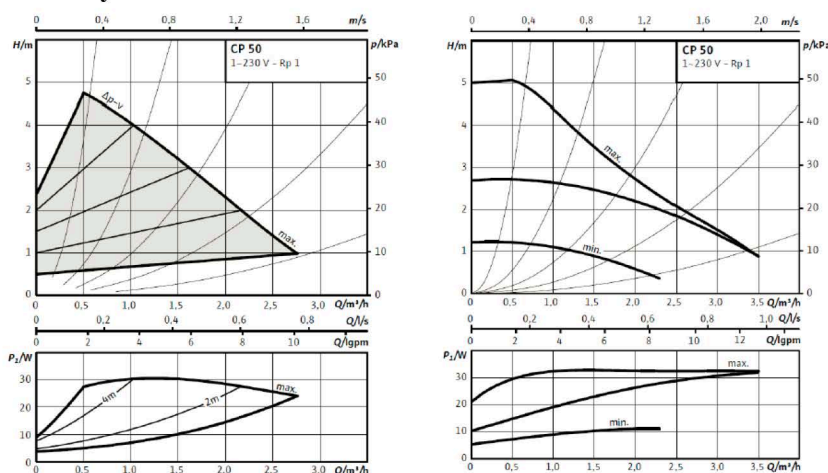 0 0,4 0,8 1,2 1,6 m/s
H/m p/kPa
CP 50
1~230 V - Rp 1
5 50
Δp-v
4 40
3 30
2 20
max.
1 10
0 0
0 0,5 1,0 1,5 2,0 2,5 3,0 Q/m³/h
0 0,2 0,4 0,6 0,8 Q/l/s
0 2 4 6 8 10 Q/lgpm
P₁/W
30
max.
20
4m
2m
10
0
0 0,5 1,0 1,5 2,0 2,5 3,0 Q/m³/h
0 0,4 0,8 1,2 1,6 2,0 m/s
H/m p/kPa
CP 50
1~230 V - Rp 1
5 50
4 40
max.
3 30
2 20
min.
1 10
0 0
0 0,5 1,0 1,5 2,0 2,5 3,0 3,5 Q/m³/h
0 0,2 0,4 0,6 0,8 1,0 Q/l/s
0 2 4 6 8 10 12 Q/lgpm
P₁/W
max.
30
20
min.
10
0
0 0,5 1,0 1,5 2,0 2,5 3,0 3,5 Q/m³/h